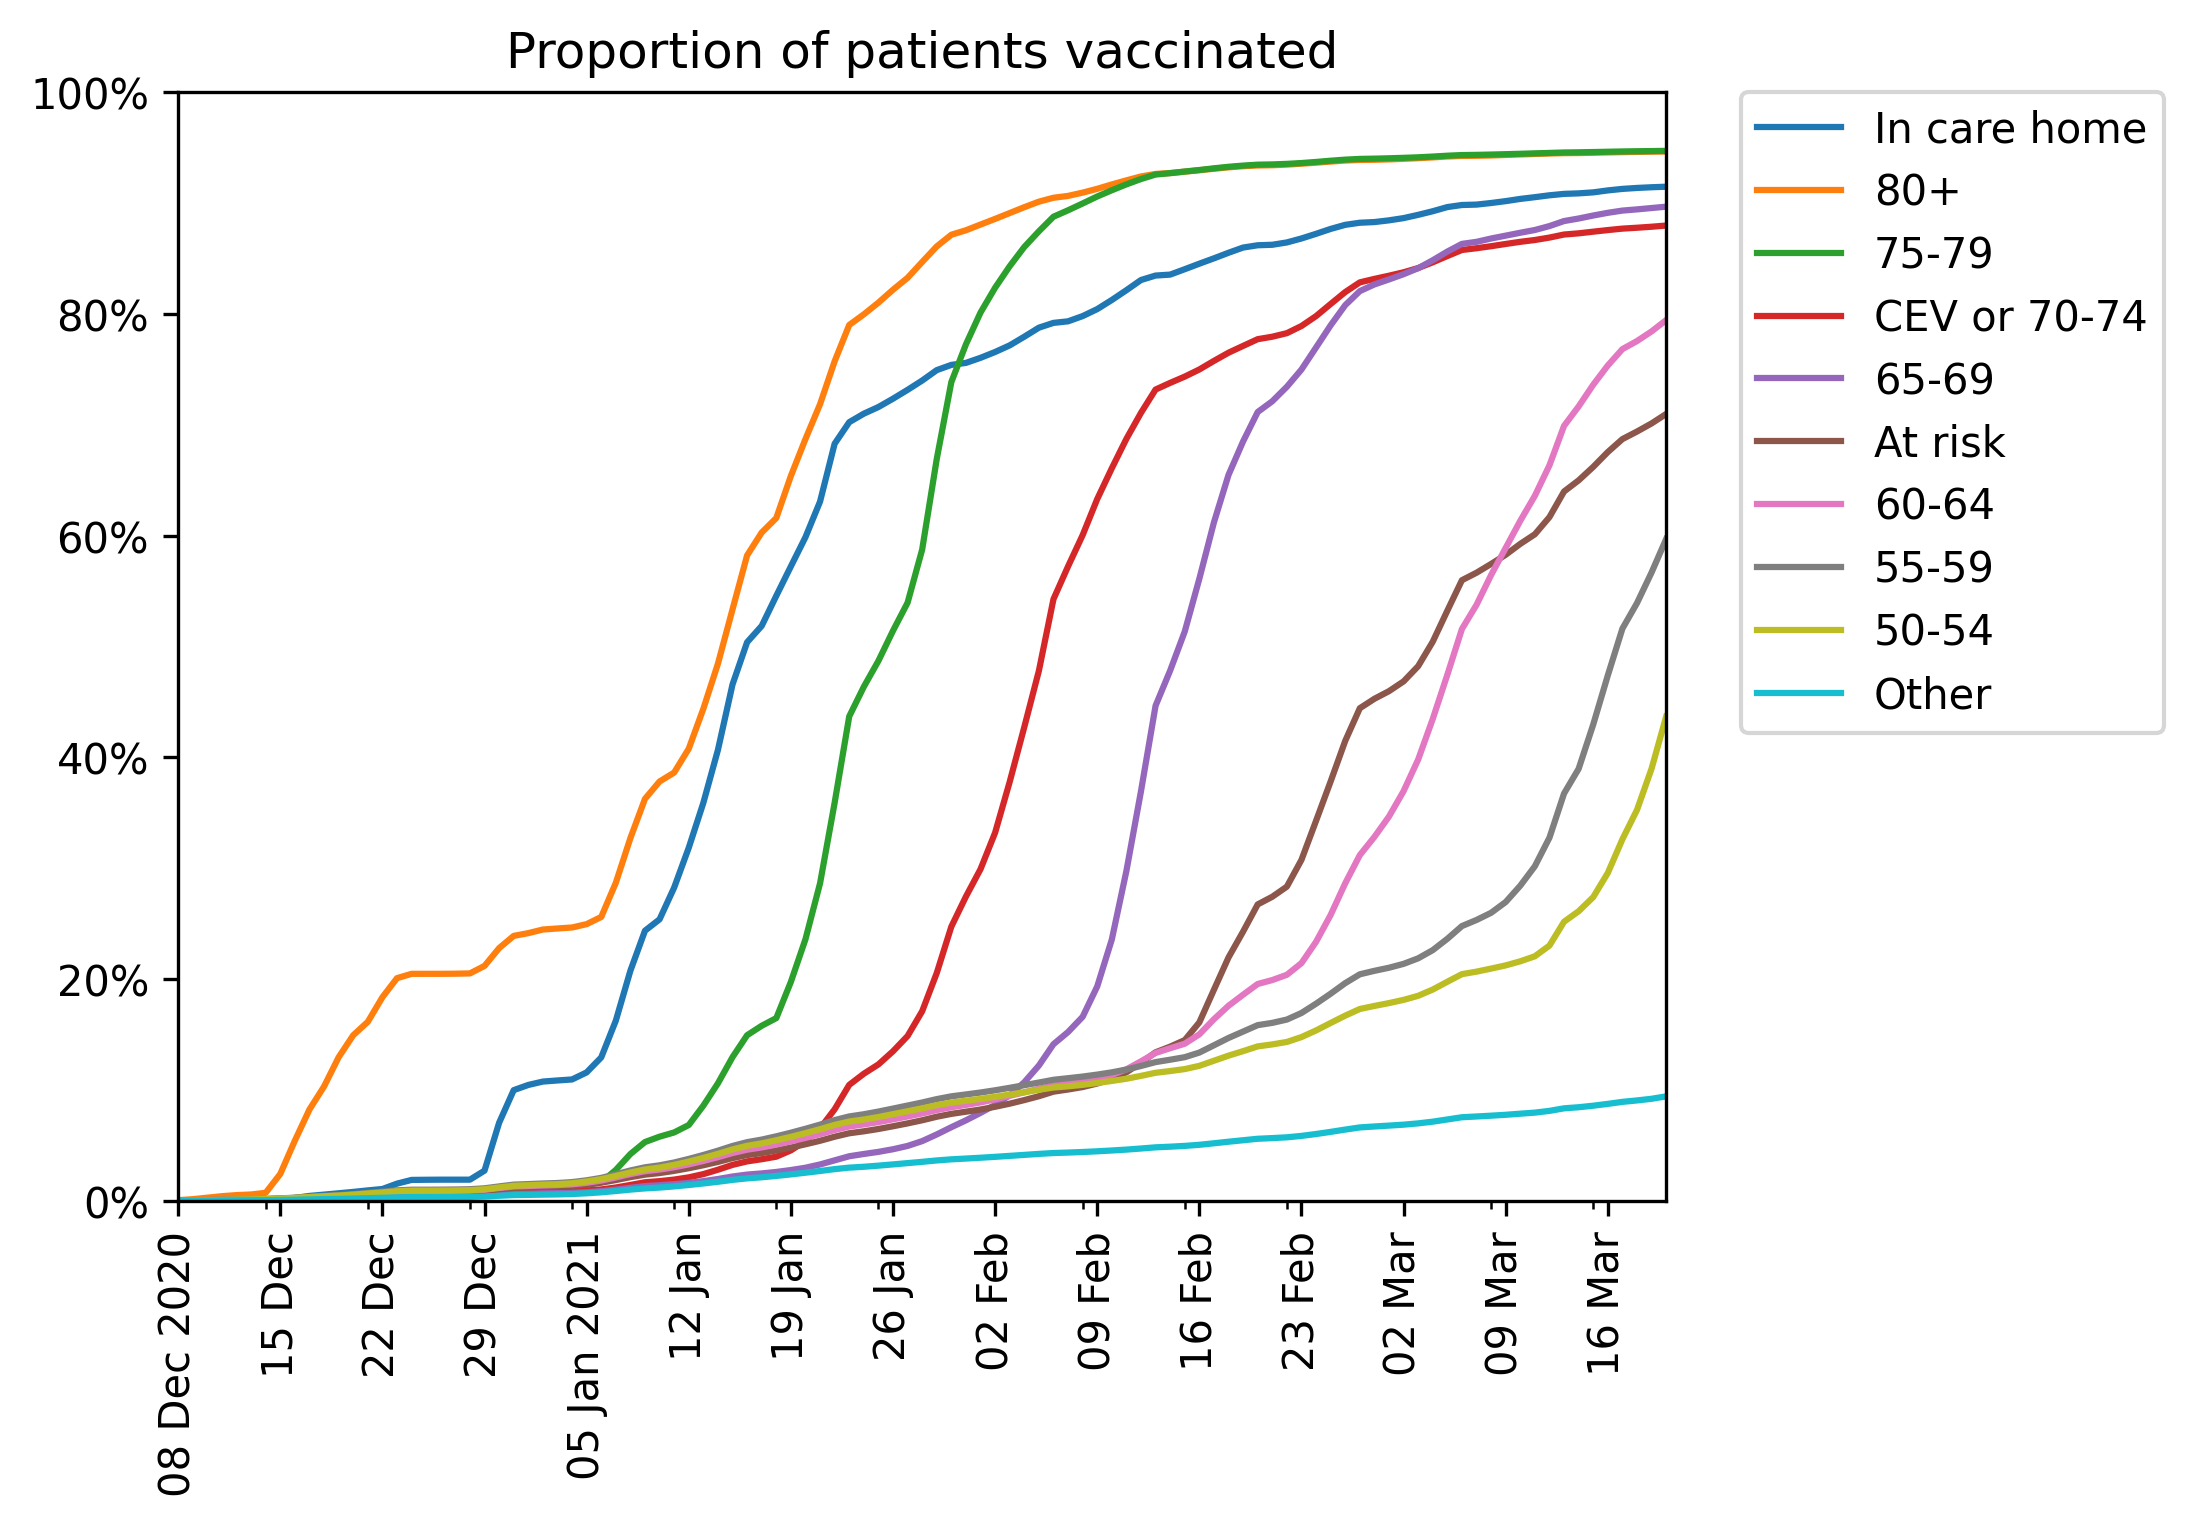 Proportion of patients vaccinated
100%
80%
60%
40%
20%
0%
08 Dec 2020
15 Dec
22 Dec
29 Dec
05 Jan 2021
12 Jan
19 Jan
26 Jan
02 Feb
09 Feb
16 Feb
23 Feb
02 Mar
09 Mar
16 Mar
In care home
80+
75-79
CEV or 70-74
65-69
At risk
60-64
55-59
50-54
Other